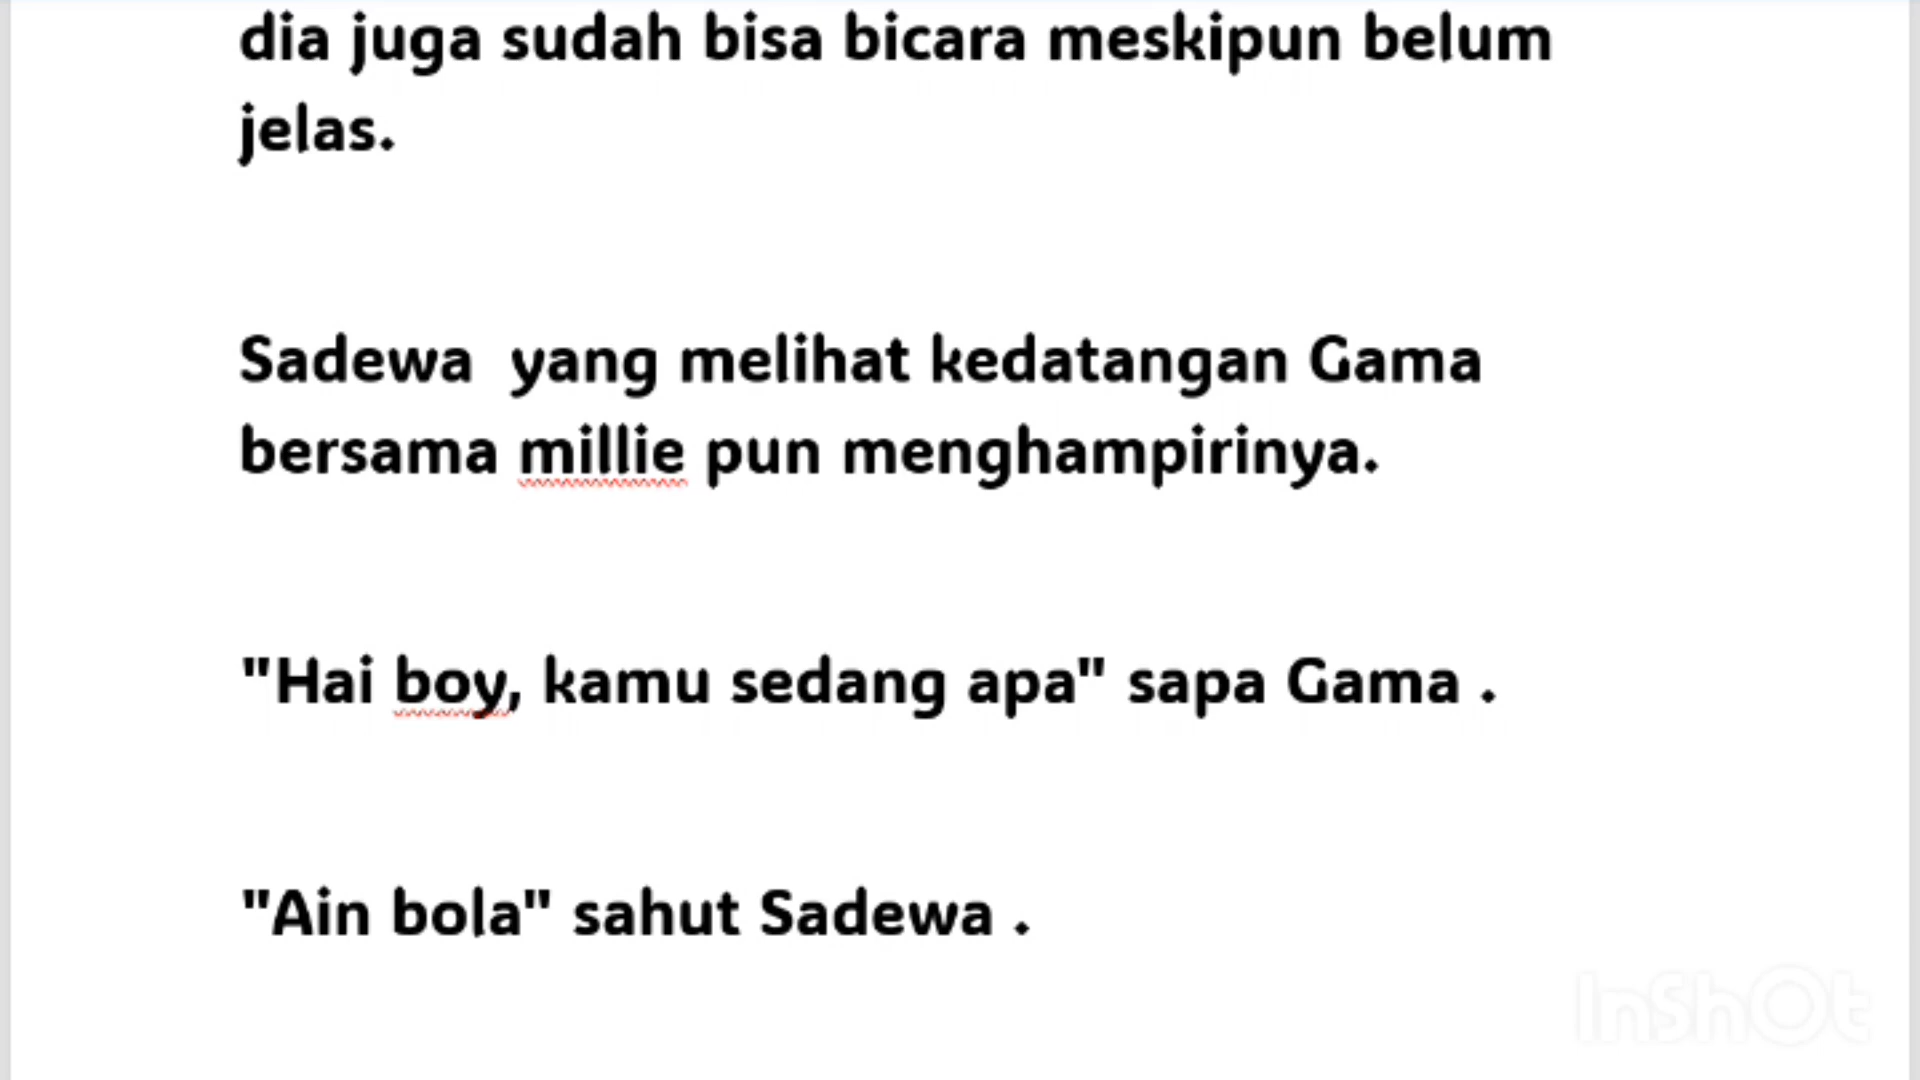 dia juga sudah bisa bicara meskipun belum
jelas.
Sadewa  yang melihat kedatangan Gama
bersama millie pun menghampirinya.
"Hai boy, kamu sedang apa" sapa Gama .
"Ain bola" sahut Sadewa .
InShOt